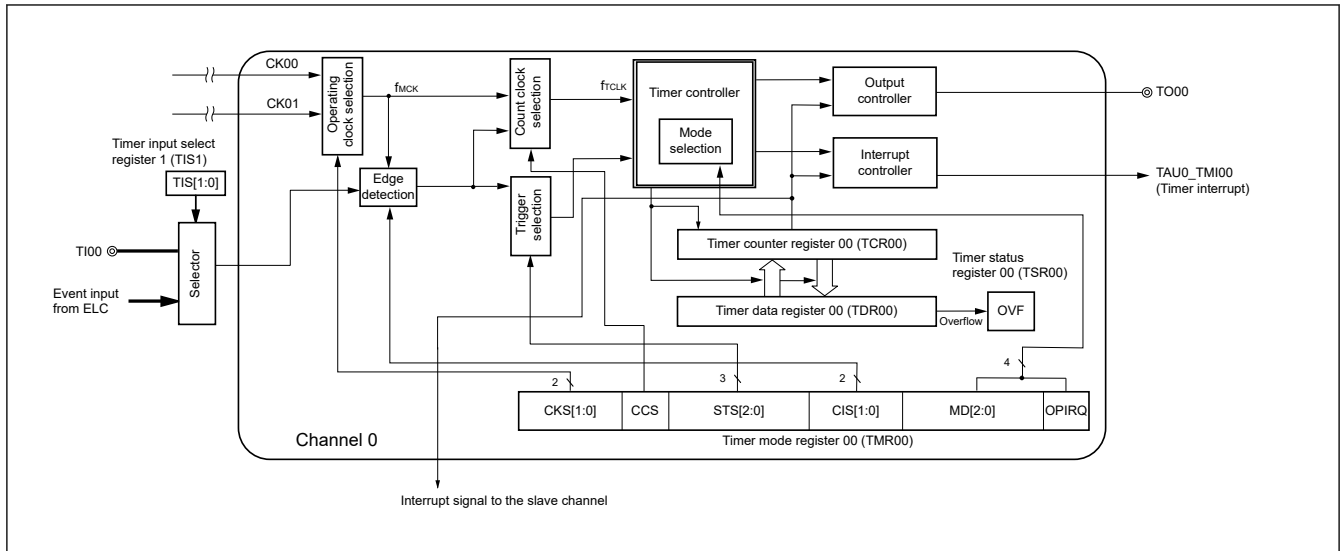 CK00
CK01
Operating
clock selection
fMCK
Count clock
selection
fTCLK
Timer controller
Mode
selection
Output
controller
TO00
Interrupt
controller
TAU0_TMI00
(Timer interrupt)
Timer input select
register 1 (TIS1)
TIS[1:0]
Edge
detection
Trigger
selection
TI00
Selector
Event input
from ELC
Timer counter register 00 (TCR00)
Timer status
register 00 (TSR00)
Timer data register 00 (TDR00)
Overflow
OVF
2
3
2
4
CKS[1:0]
CCS
STS[2:0]
CIS[1:0]
MD[2:0]
OPIRQ
Channel 0
Timer mode register 00 (TMR00)
Interrupt signal to the slave channel